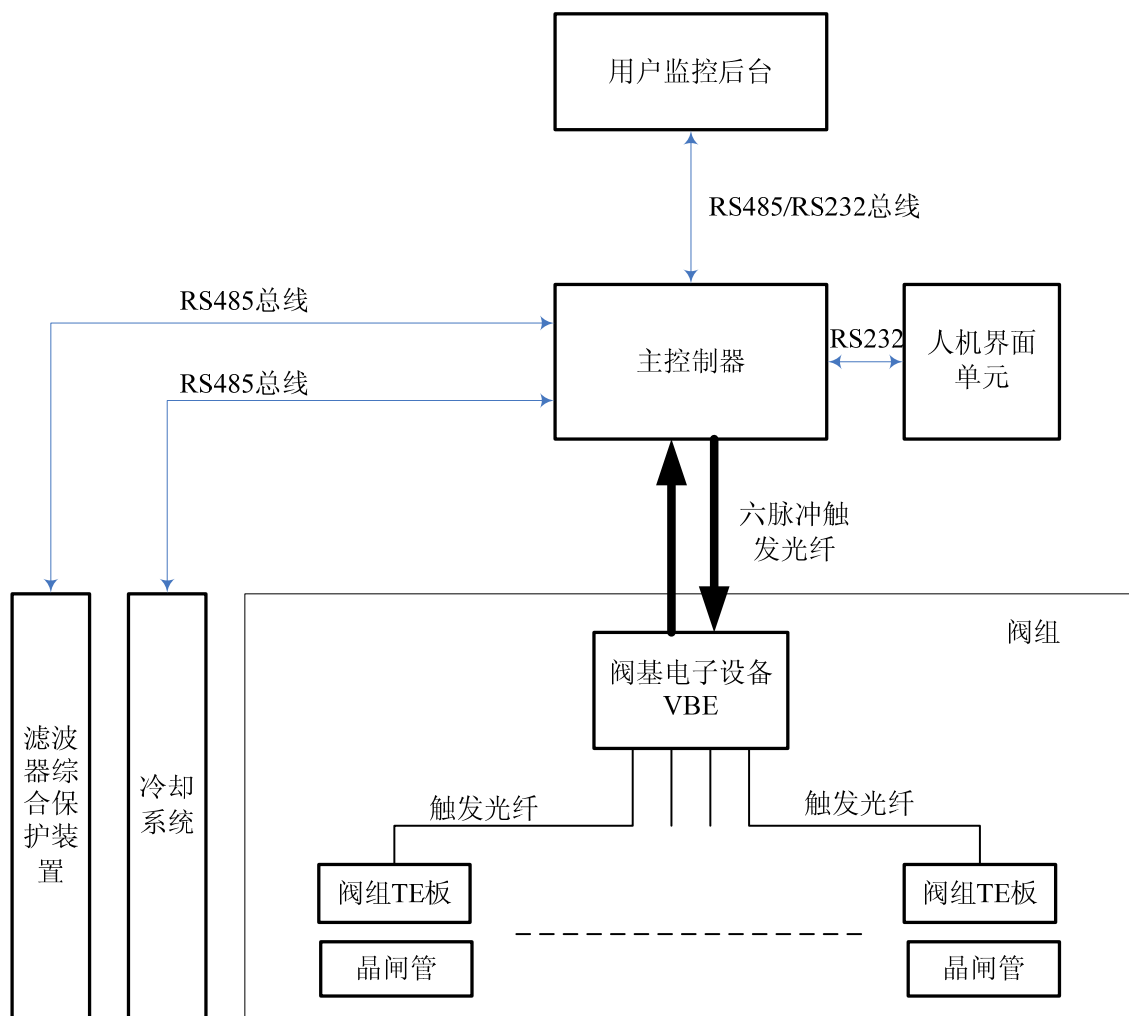 用户监控后台
RS485/RS232总线
RS485总线
主控制器
RS232
人机界面
单元
RS485总线
六脉冲触
发光纤
阀组
阀基电子设备
VBE
滤波
器综
合保
护装
置
冷却
系统
触发光纤
触发光纤
阀组TE板
阀组TE板
晶闸管
晶闸管